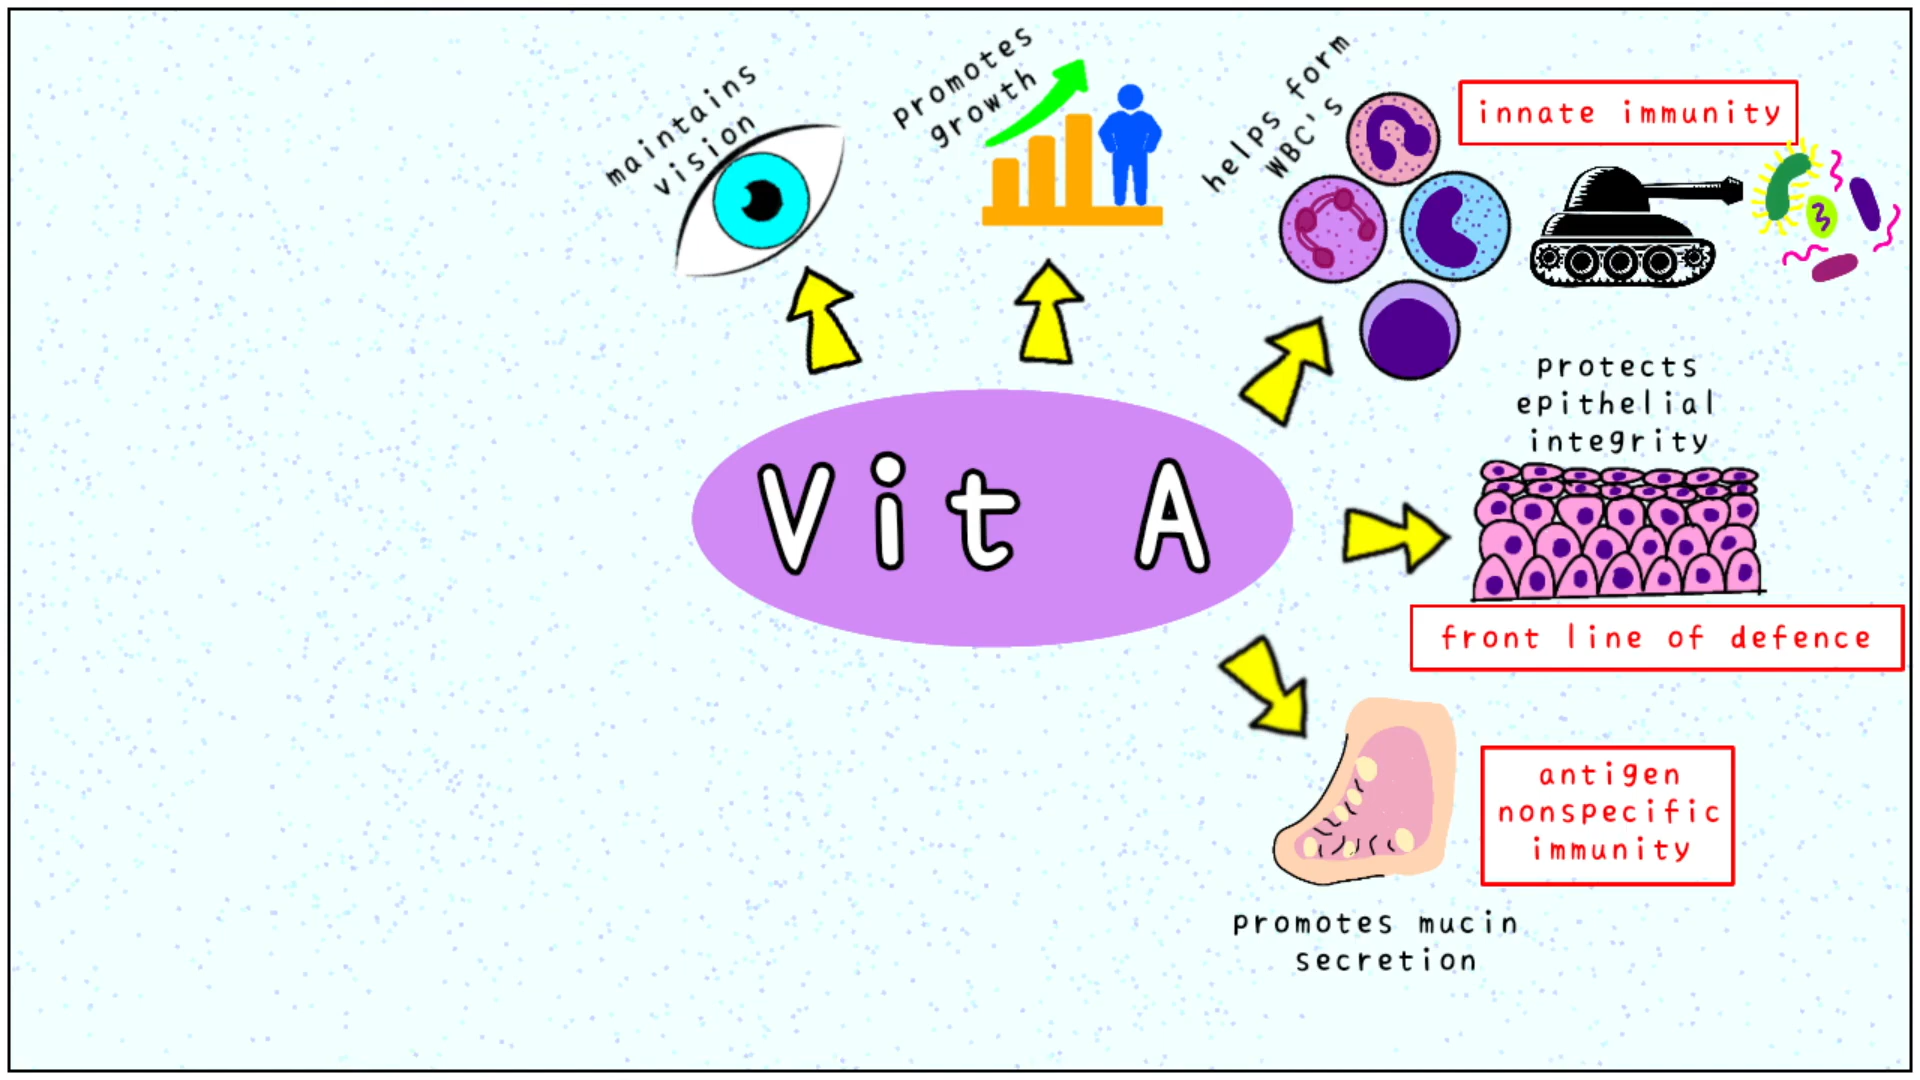 maintains
vision
promotes
growth
helps form
WBC's
innate immunity
protects
epithelial
integrity
Vit A
front line of defence
antigen
nonspecific
immunity
promotes mucin
secretion